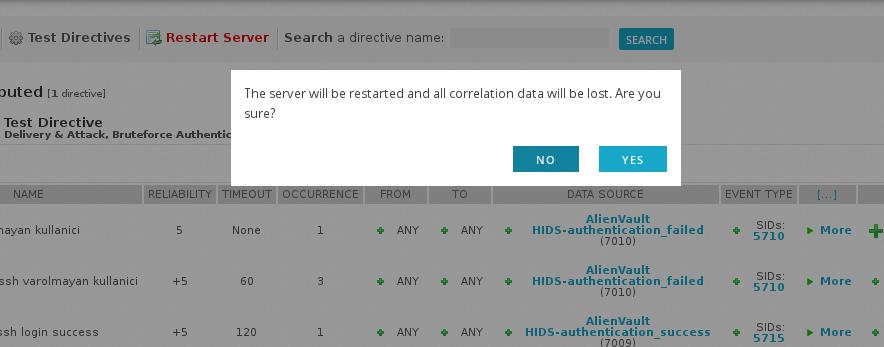 Test Directives Restart Server Search a directive name: SEARCH
buted [1 directive]
Test Directive
Delivery & Attack, Bruteforce Authentic
The server will be restarted and all correlation data will be lost. Are you
sure?
NO YES
NAME RELIABILITY TIMEOUT OCCURRENCE FROM TO DATA SOURCE EVENT TYPE [...]
mayan kullanici 5 None 1 ANY ANY AlienVault
HIDS-authentication_failed
(7010) SIDs:
5710 More
ssh varolmayan kullanici +5 60 3 ANY ANY AlienVault
HIDS-authentication_failed
(7010) SIDs:
5710 More
ssh login success +5 120 1 ANY ANY AlienVault
HIDS-authentication_success
(7009) SIDs:
5715 More